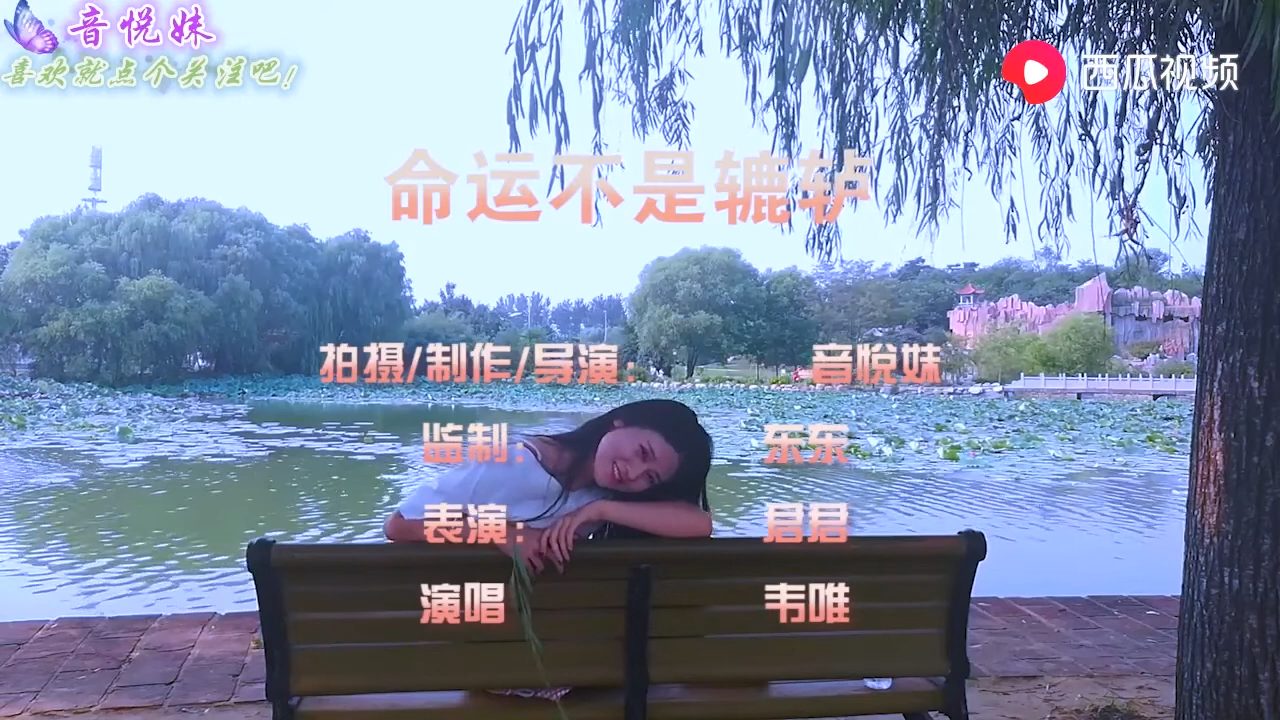 音悦妹
喜欢就点个关注吧!
西瓜视频
命运不是辘轳
拍摄/制作/导演: 音悦妹
监制: 东东
表演: 君君
演唱 韦唯